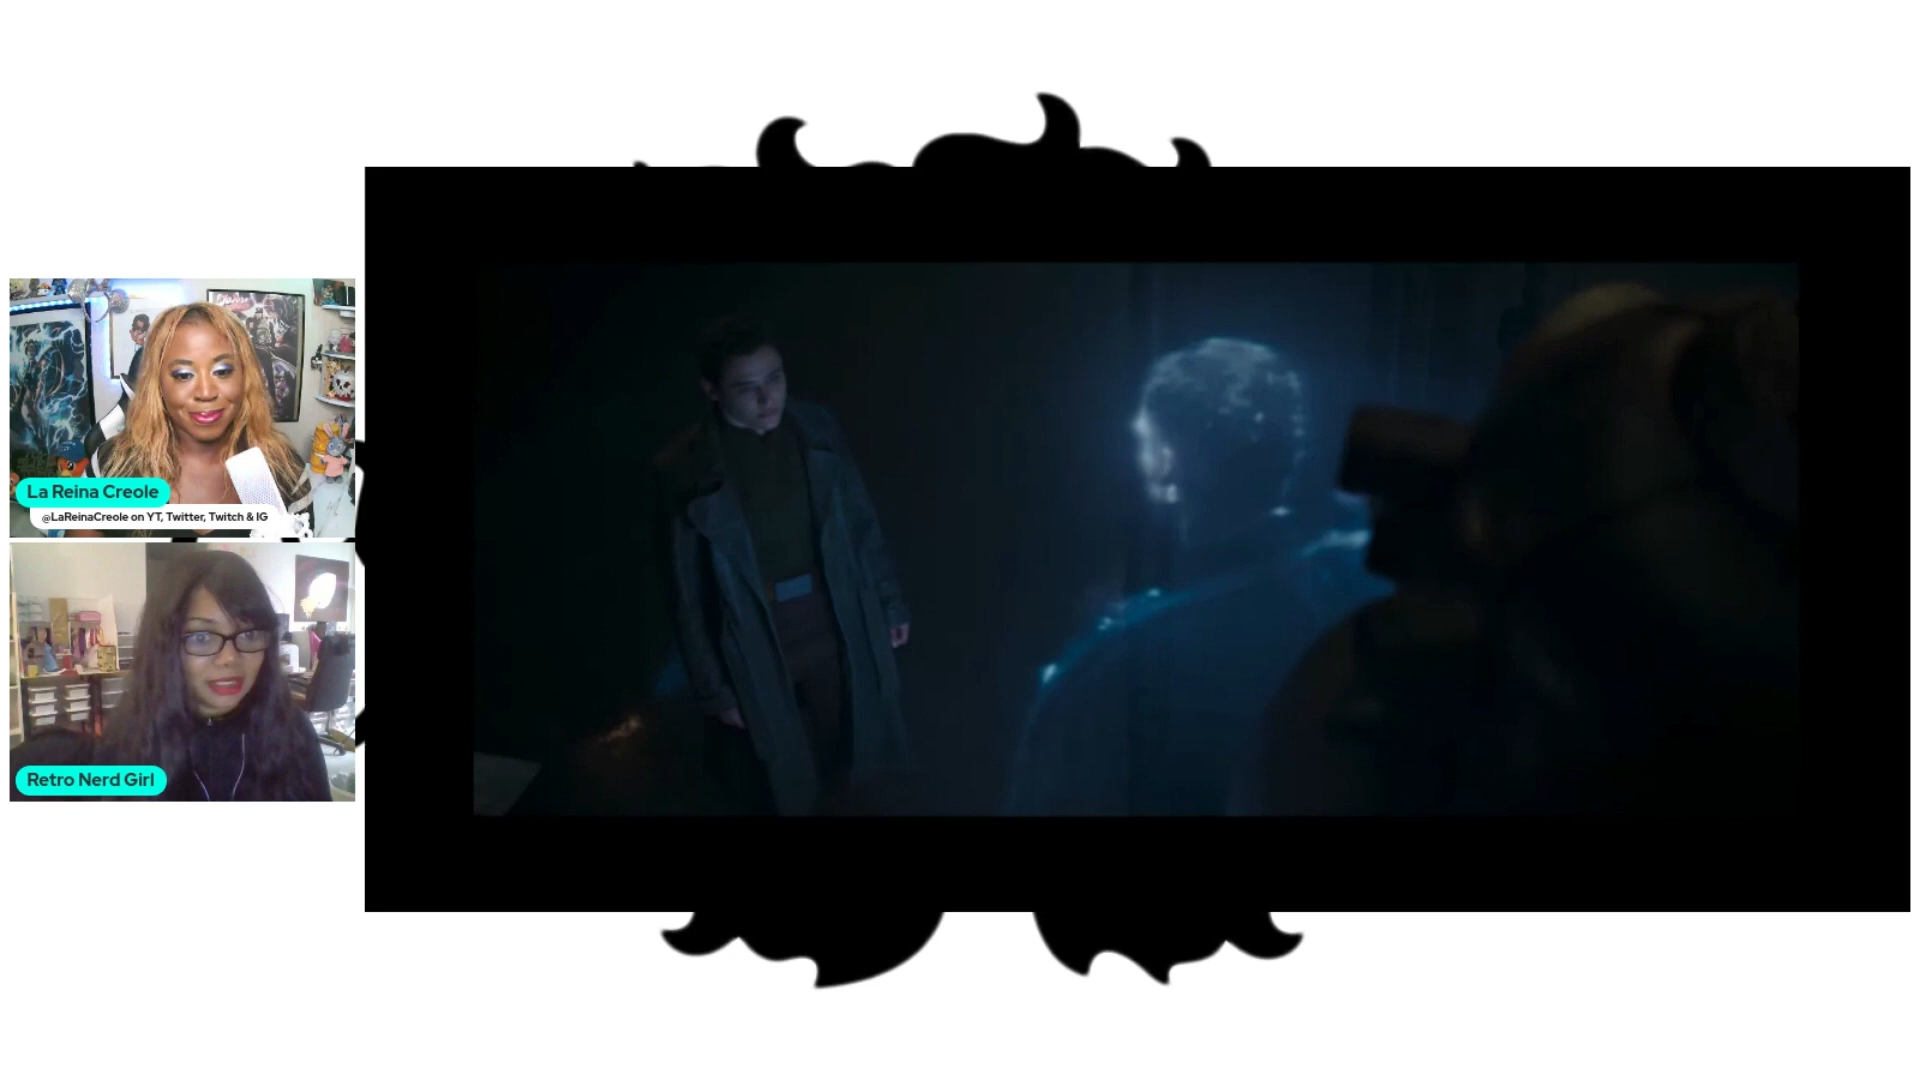 La Reina Creole
@LaReinaCreole on YT, Twitter, Twitch & IG
Retro Nerd Girl